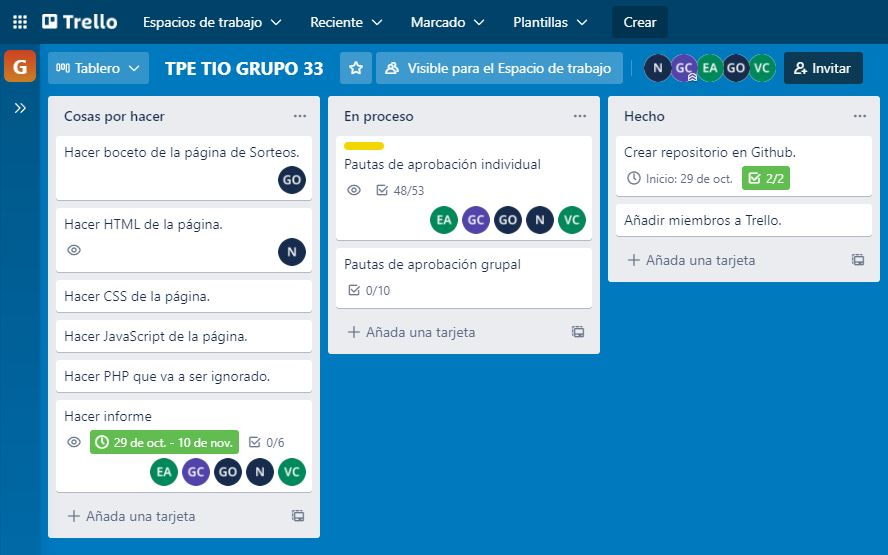 Trello Espacios de trabajo Reciente Marcado Plantillas Crear
G Tablero TPE TIO GRUPO 33 Visible para el Espacio de trabajo N GC EA GO VC Invitar
Cosas por hacer
Hacer boceto de la página de Sorteos.
GO
Hacer HTML de la página.
N
Hacer CSS de la página.
Hacer JavaScript de la página.
Hacer PHP que va a ser ignorado.
Hacer informe
29 de oct. - 10 de nov. 0/6
EA GC GO N VC
Añada una tarjeta
En proceso
Pautas de aprobación individual
48/53
EA GC GO N VC
Pautas de aprobación grupal
0/10
Añada una tarjeta
Hecho
Crear repositorio en Github.
Inicio: 29 de oct. 2/2
Añadir miembros a Trello.
Añada una tarjeta